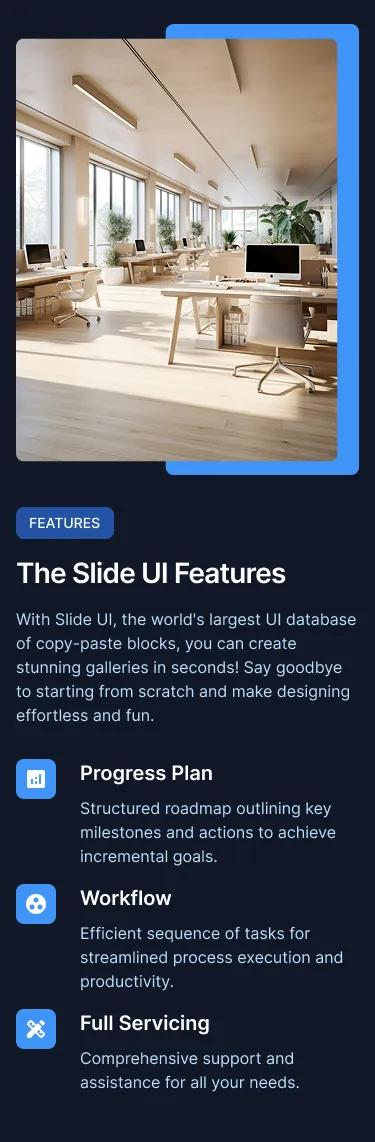 FEATURES
The Slide UI Features
With Slide UI, the world's largest UI database
of copy-paste blocks, you can create
stunning galleries in seconds! Say goodbye
to starting from scratch and make designing
effortless and fun.
Progress Plan
Structured roadmap outlining key
milestones and actions to achieve
incremental goals.
Workflow
Efficient sequence of tasks for
streamlined process execution and
productivity.
Full Servicing
Comprehensive support and
assistance for all your needs.